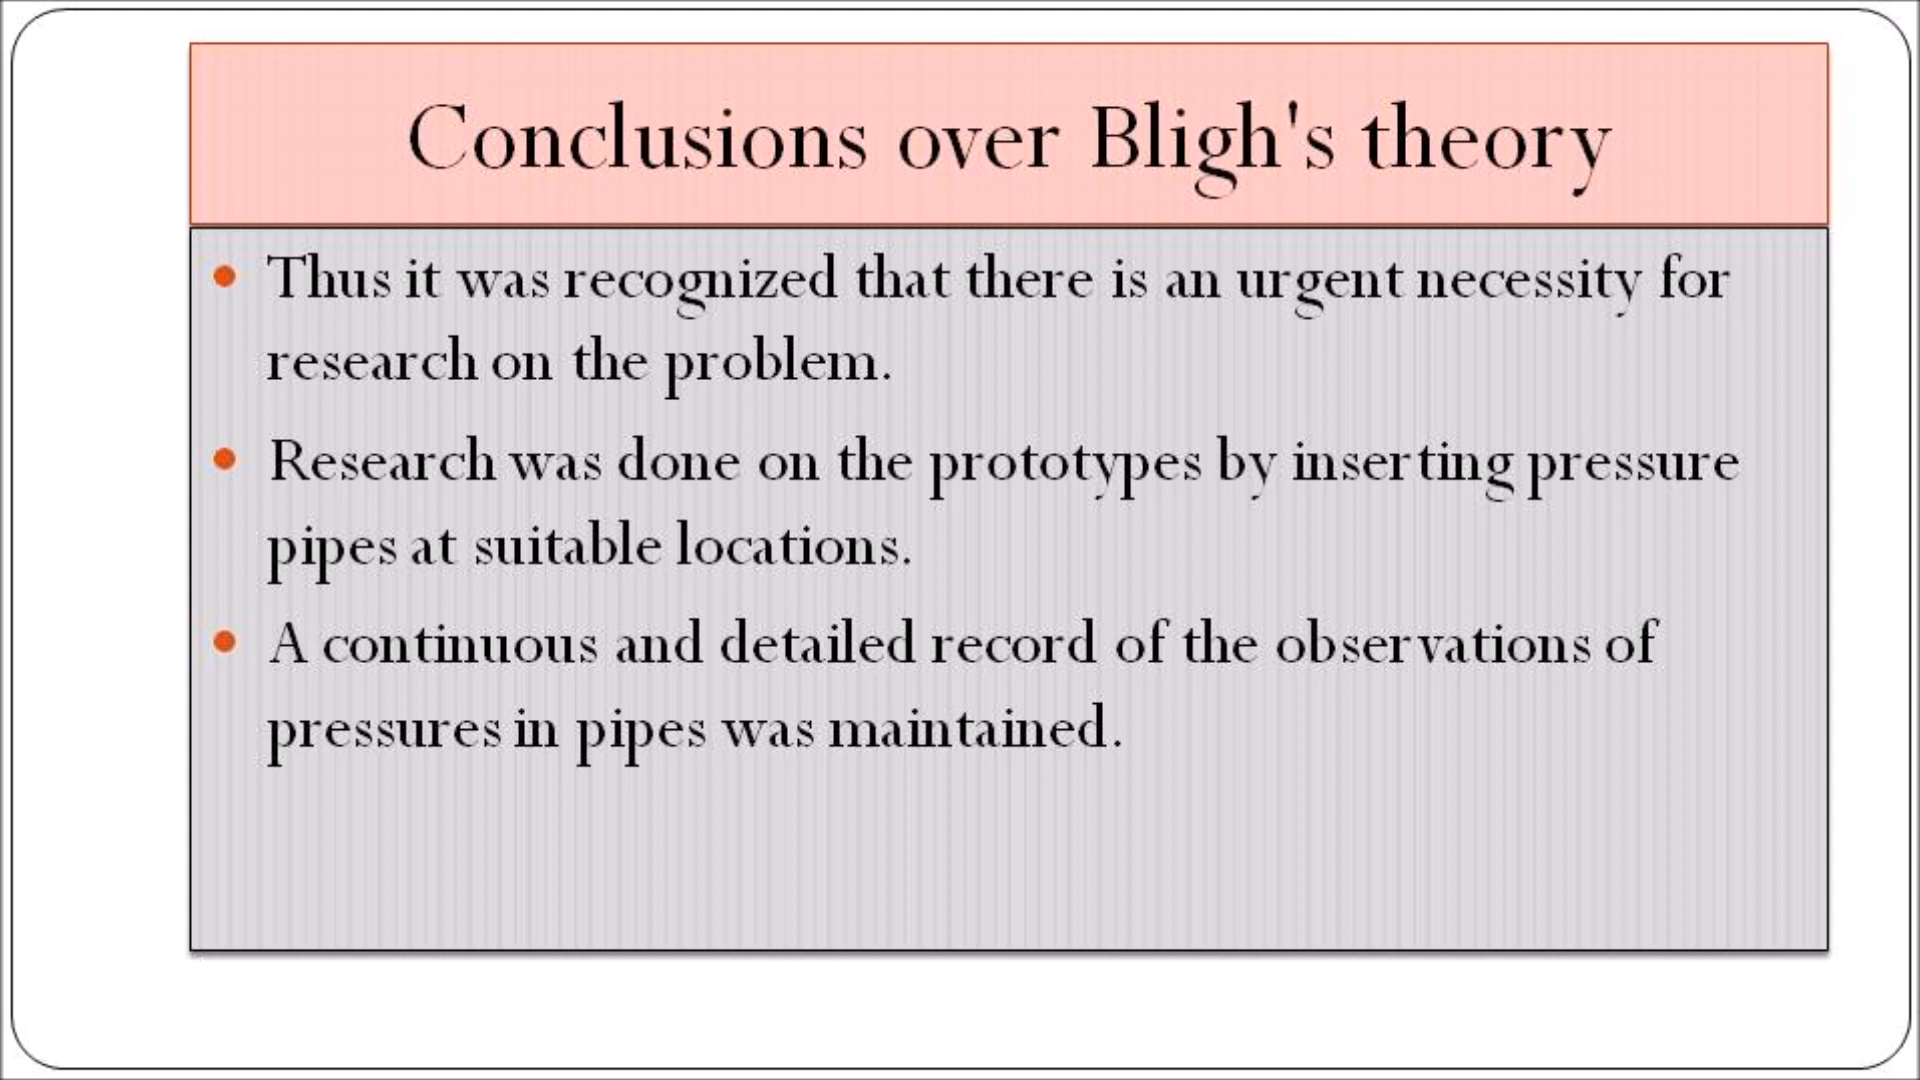 Conclusions over Bligh's theory
Thus it was recognized that there is an urgent necessity for
research on the problem.
Research was done on the prototypes by inserting pressure
pipes at suitable locations.
A continuous and detailed record of the observations of
pressures in pipes was maintained.